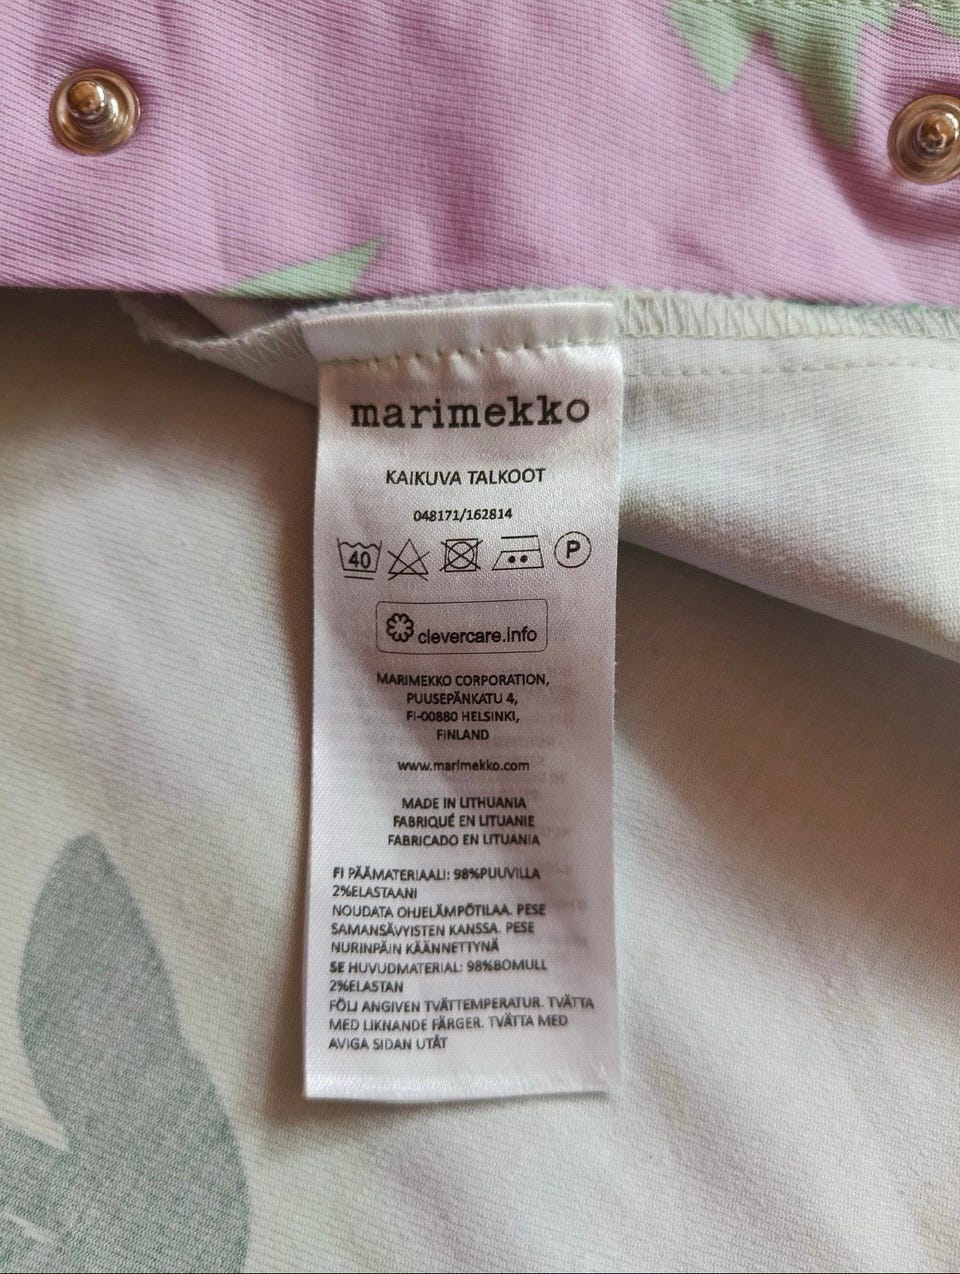 marimekko
KAIKUVA TALKOOT
048171/162814
40 P
clevercare.info
MARIMEKKO CORPORATION,
PUUSEPÄNKATU 4,
FI-00880 HELSINKI,
FINLAND
www.marimekko.com
MADE IN LITHUANIA
FABRIQUÉ EN LITUANIE
FABRICADO EN LITUANIA
FI PÄÄMATERIAALI: 98%PUUVILLA
2%ELASTAANI
NOUDATA OHJELÄMPÖTILAA. PESE
SAMANSÄVYISTEN KANSSA. PESE
NURINPÄIN KÄÄNNETTYNÄ
SE HUVUDMATERIAL: 98%BOMULL
2%ELASTAN
FÖLJ ANGIVEN TVÄTTEMPERATUR. TVÄTTA
MED LIKNANDE FÄRGER. TVÄTTA MED
AVIGA SIDAN UTÅT